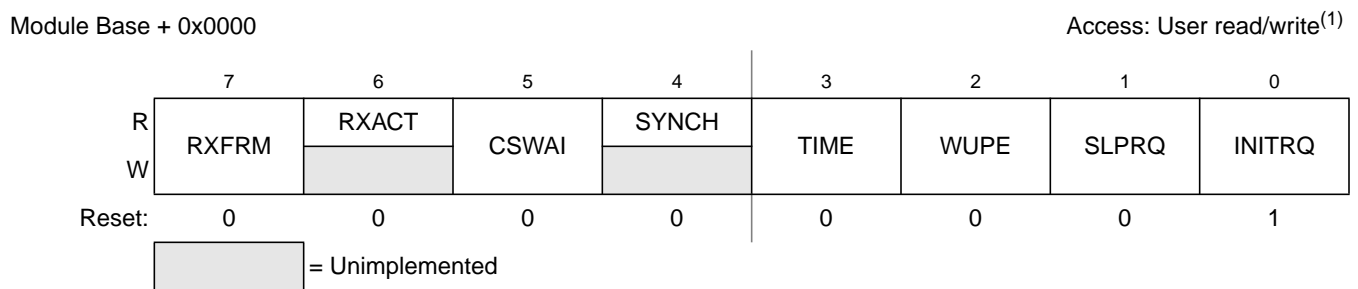 Module Base + 0x0000 Access: User read/write(1)
7 6 5 4 3 2 1 0
R RXFRM RXACT CSWAI SYNCH TIME WUPE SLPRQ INITRQ
W
Reset: 0 0 0 0 0 0 0 1
= Unimplemented